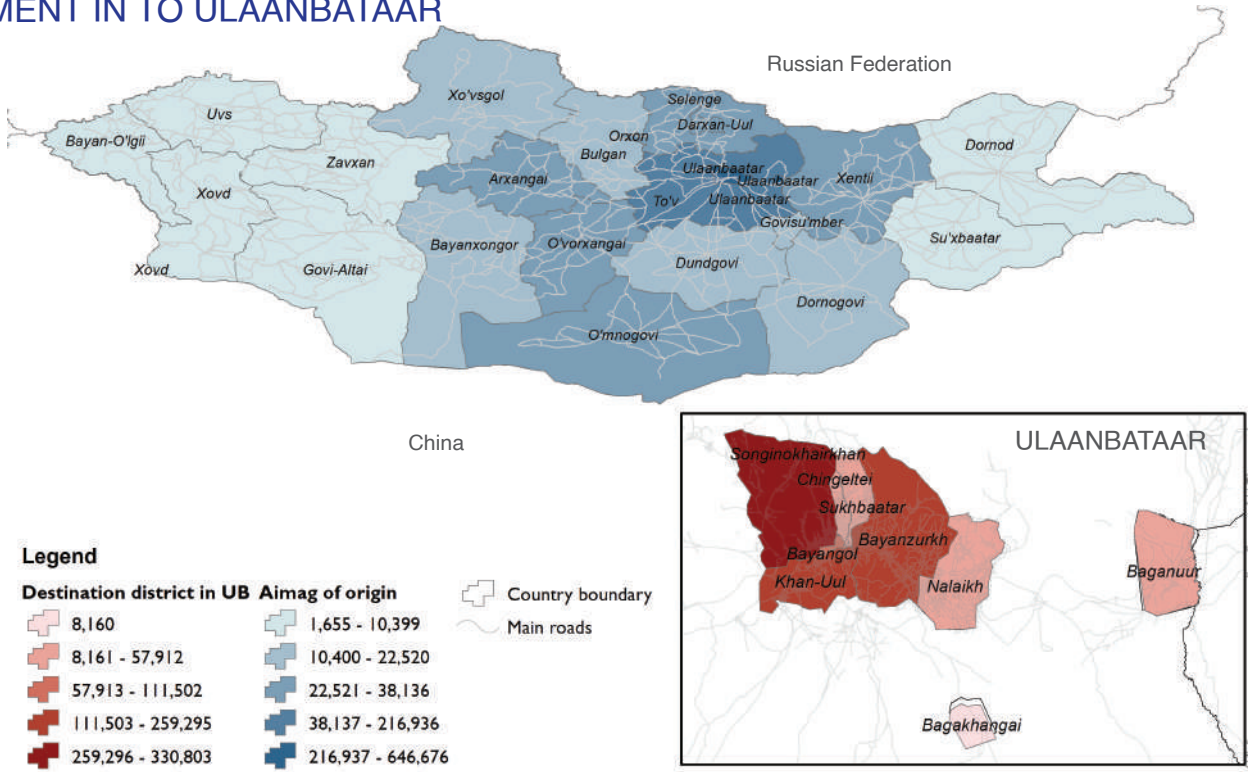 MENT IN TO ULAANBATAAR
Russian Federation
Xo'vsgol
Selenge
Uvs
Darxan-Uul
Bayan-O'lgii
Orxon
Dornod
Bulgan
Zavxan
Ulaanbaatar
Arxangai
Ulaanbaatar
Xentii
Xovd
To'v
Ulaanbaatar
Govisu'mber
Bayanxongor
O'vorxangai
Su'xbaatar
Dundgovi
Xovd
Govi-Altai
Dornogovi
O'mnogovi
China
ULAANBATAAR
Songinokhairkhan
Chingeltei
Sukhbaatar
Bayanzurkh
Bayangol
Khan-Uul
Nalaikh
Baganuur
Bagakhangai
Legend
Destination district in UB
8,160
8,161 - 57,912
57,913 - 111,502
111,503 - 259,295
259,296 - 330,803
Aimag of origin
1,655 - 10,399
10,400 - 22,520
22,521 - 38,136
38,137 - 216,936
216,937 - 646,676
Country boundary
Main roads